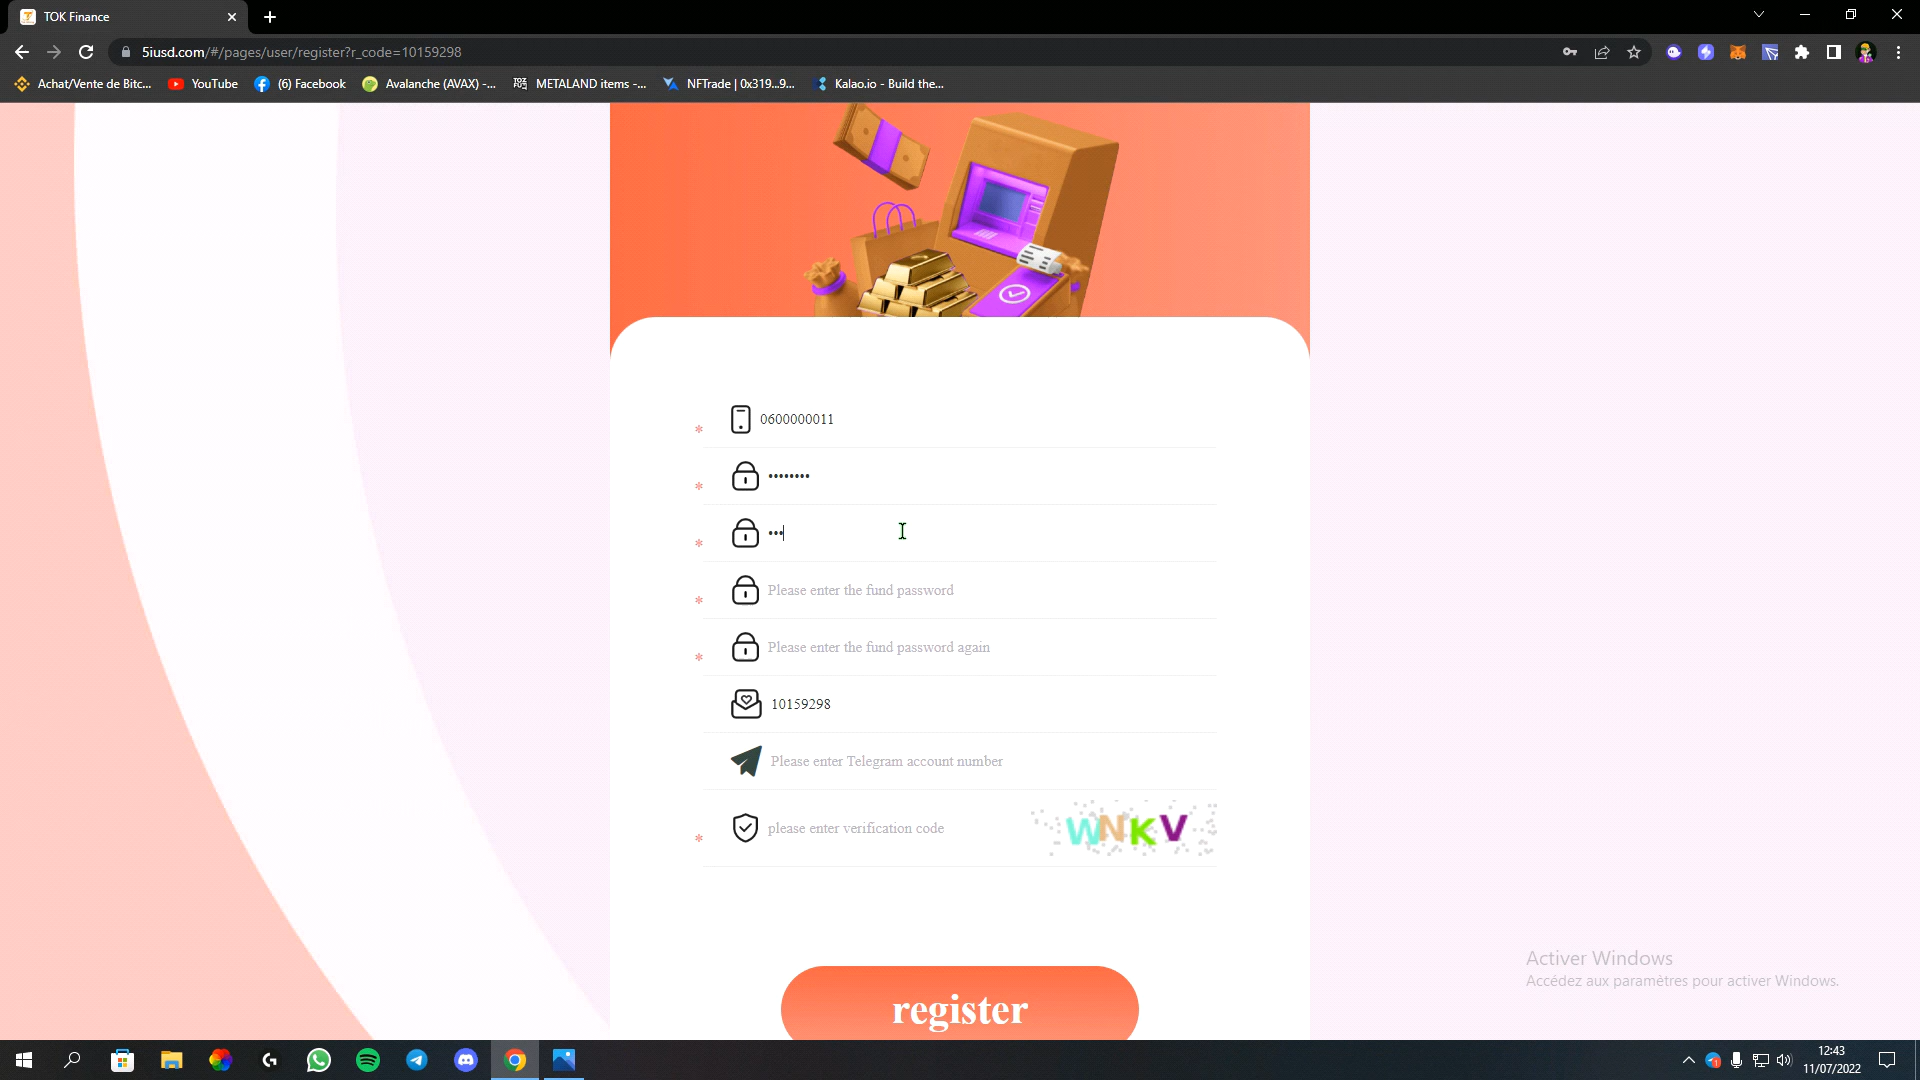 TOK Finance
5iusd.com/#/pages/user/register?r_code=10159298
Achat/Vente de Bitc... YouTube (6) Facebook Avalanche (AVAX) -... METALAND items -... NFTrade | 0x319...9... Kalao.io - Build the...
0600000011
••••••••
•••
Please enter the fund password
Please enter the fund password again
10159298
Please enter Telegram account number
please enter verification code WNKV
register
Activer Windows
Accédez aux paramètres pour activer Windows.
12:43
11/07/2022